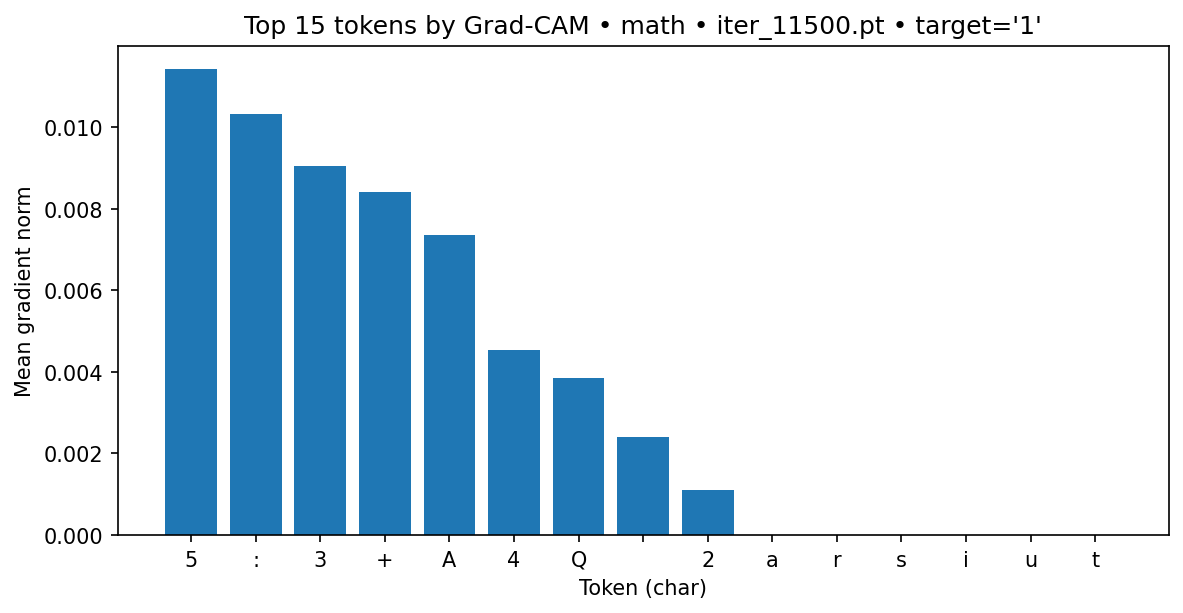 Top 15 tokens by Grad-CAM • math • iter_11500.pt • target='1'
Mean gradient norm
0.010
0.008
0.006
0.004
0.002
0.000
5 : 3 + A 4 Q 2 a r s i u t
Token (char)